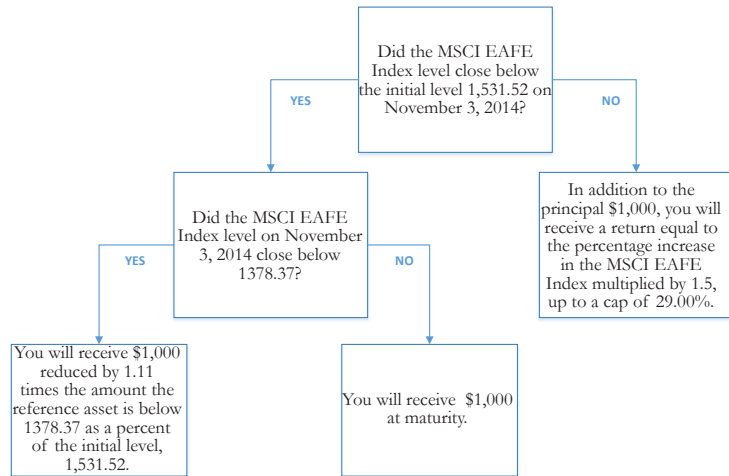 Did the MSCI EAFE
Index level close below
the initial level 1,531.52 on
November 3, 2014?
YES
NO
Did the MSCI EAFE
Index level on November
3, 2014 close below
1378.37?
In addition to the
principal $1,000, you will
receive a return equal to
the percentage increase
in the MSCI EAFE
Index multiplied by 1.5,
up to a cap of 29.00%.
YES
NO
You will receive $1,000
reduced by 1.11
times the amount the
reference asset is below
1378.37 as a percent
of the initial level,
1,531.52.
You will receive $1,000
at maturity.